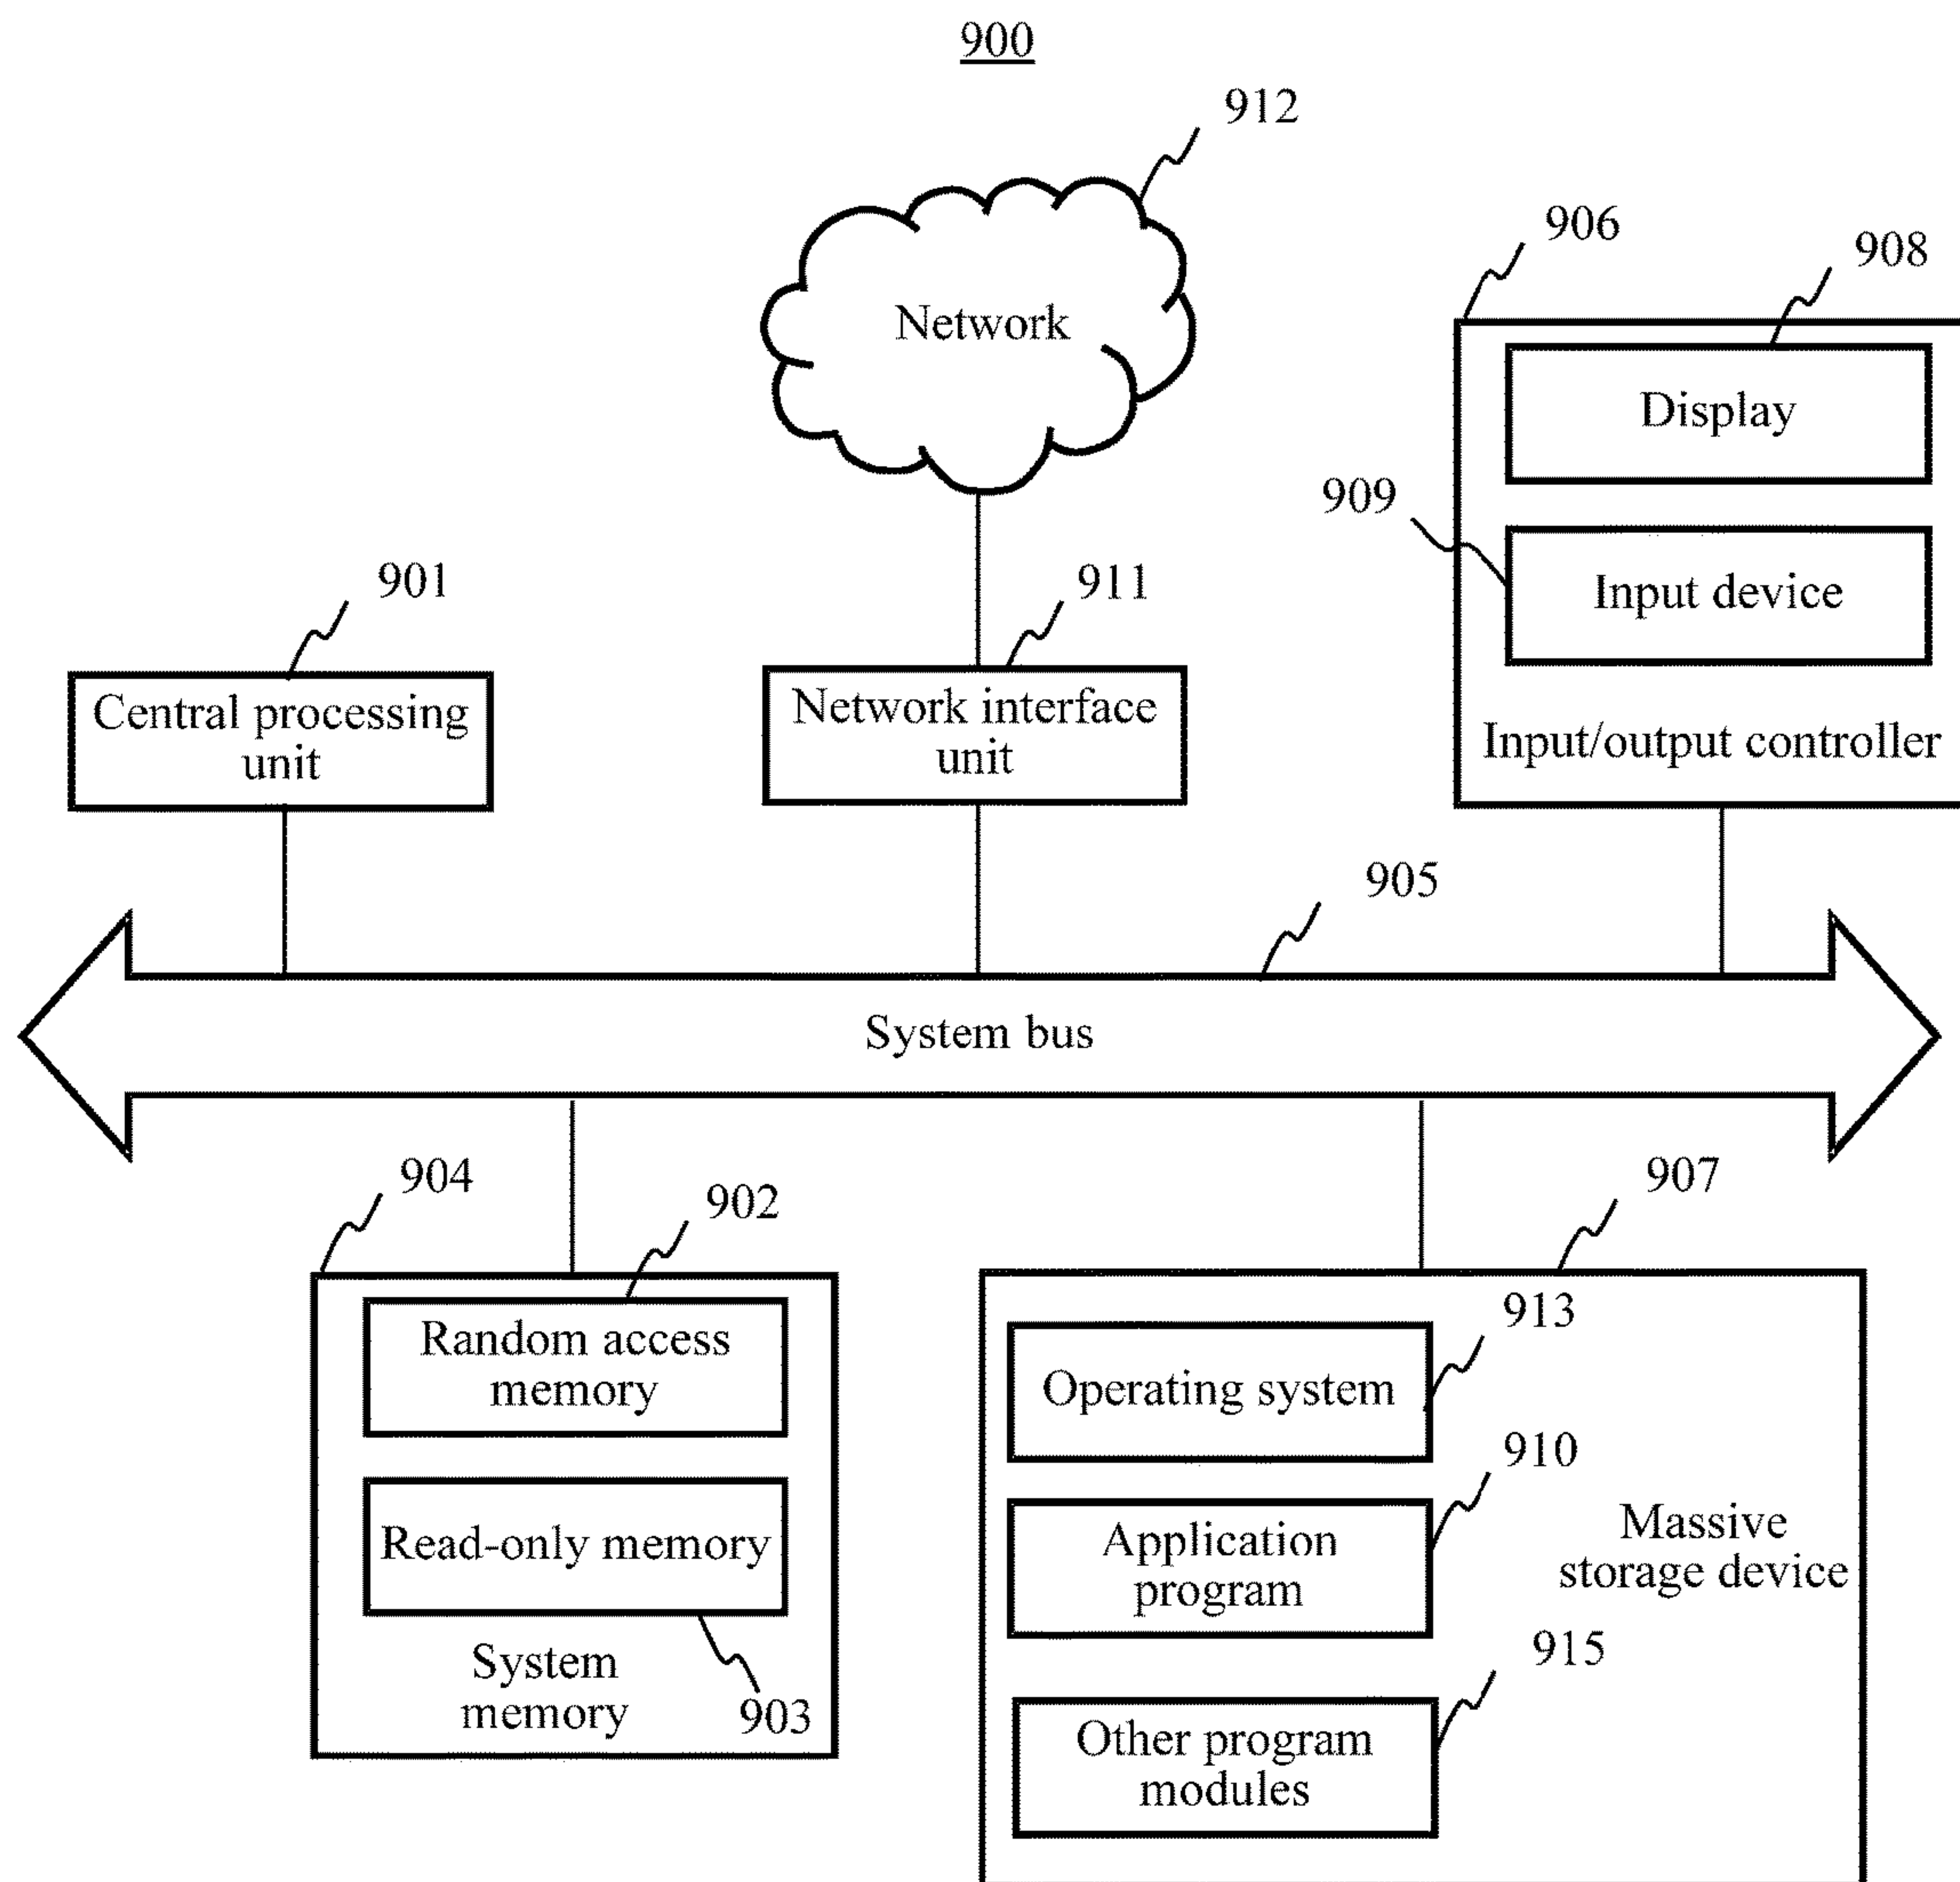 900
912
Network
906
908
Display
909
Input device
Input/output controller
901
Central processing
unit
911
Network interface
unit
905
System bus
904
902
Random access
memory
Read-only memory
903
System
memory
907
913
Operating system
910
Application
program
Massive
storage device
915
Other program
modules